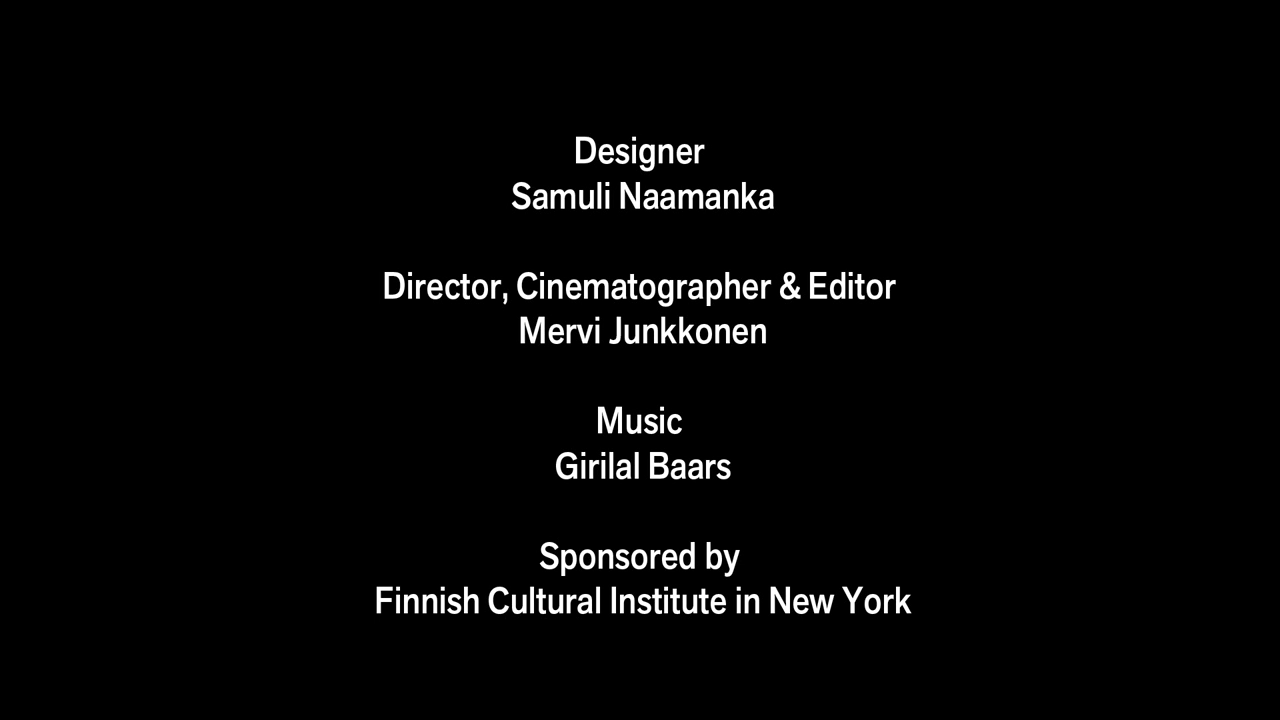 Designer
Samuli Naamanka
Director, Cinematographer & Editor
Mervi Junkkonen
Music
Girilal Baars
Sponsored by
Finnish Cultural Institute in New York